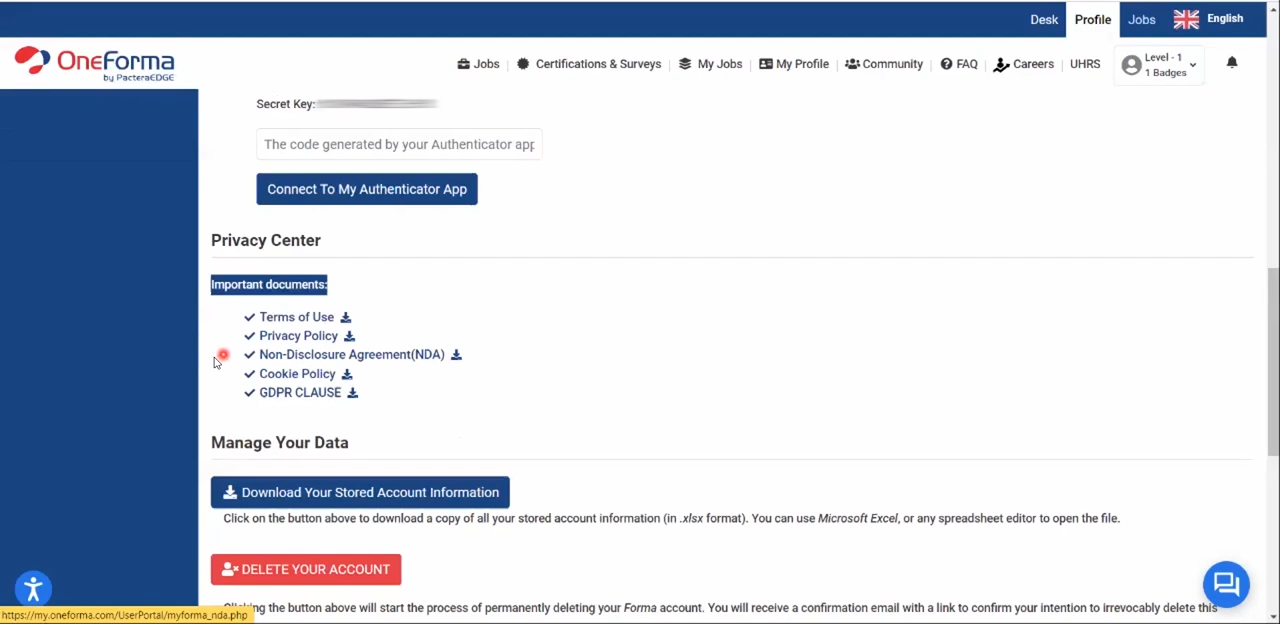 Desk Profile Jobs English
OneForma
by PacteraEDGE
Jobs Certifications & Surveys My Jobs My Profile Community FAQ Careers UHRS Level - 1
1 Badges
Secret Key:
The code generated by your Authenticator app
Connect To My Authenticator App
Privacy Center
Important documents:
Terms of Use
Privacy Policy
Non-Disclosure Agreement(NDA)
Cookie Policy
GDPR CLAUSE
Manage Your Data
Download Your Stored Account Information
Click on the button above to download a copy of all your stored account information (in .xlsx format). You can use Microsoft Excel, or any spreadsheet editor to open the file.
DELETE YOUR ACCOUNT
Clicking the button above will start the process of permanently deleting your Forma account. You will receive a confirmation email with a link to confirm your intention to irrevocably delete this
https://my.oneforma.com/UserPortal/myforma_nda.php